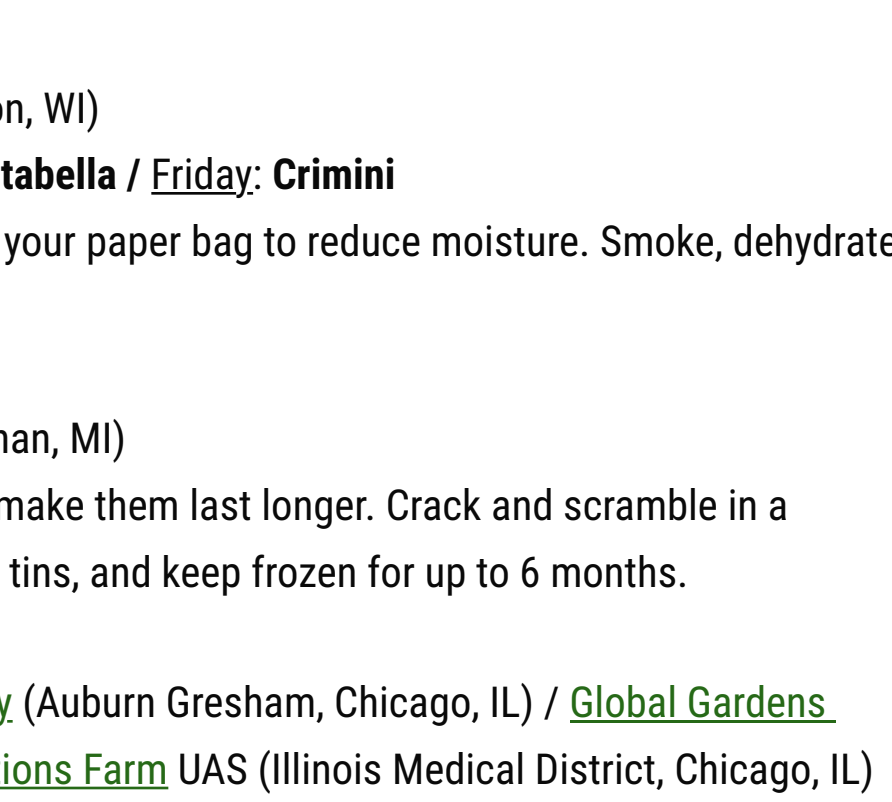 on, WI)
tabella / Friday: Crimini
your paper bag to reduce moisture. Smoke, dehydrate
nan, MI)
make them last longer. Crack and scramble in a
tins, and keep frozen for up to 6 months.
y (Auburn Gresham, Chicago, IL) / Global Gardens
tions Farm UAS (Illinois Medical District, Chicago, IL)